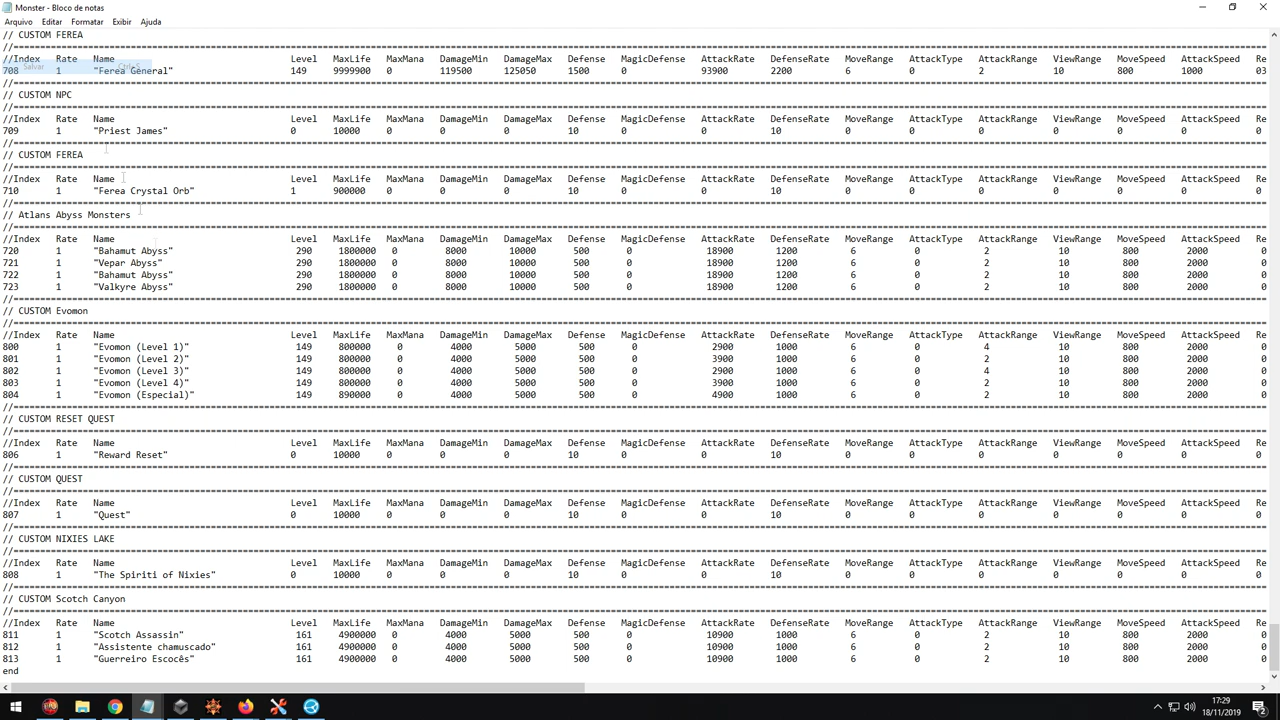 Monster - Bloco de notas
Arquivo Editar Formatar Exibir Ajuda
// CUSTOM FEREA
//Index Rate Name Level MaxLife MaxMana DamageMin DamageMax Defense MagicDefense AttackRate DefenseRate MoveRange AttackType AttackRange ViewRange MoveSpeed AttackSpeed Re
Salvar Ctrl+S
708 1 "Ferea General" 149 9999900 0 119500 125050 1500 0 93900 2200 6 0 2 10 800 1000 03
// CUSTOM NPC
//Index Rate Name Level MaxLife MaxMana DamageMin DamageMax Defense MagicDefense AttackRate DefenseRate MoveRange AttackType AttackRange ViewRange MoveSpeed AttackSpeed Re
709 1 "Priest James" 0 10000 0 0 0 10 0 0 10 0 0 0 0 0 0 0
// CUSTOM FEREA
//Index Rate Name Level MaxLife MaxMana DamageMin DamageMax Defense MagicDefense AttackRate DefenseRate MoveRange AttackType AttackRange ViewRange MoveSpeed AttackSpeed Re
710 1 "Ferea Crystal Orb" 1 900000 0 0 0 10 0 0 10 0 0 0 0 0 0 0
// Atlans Abyss Monsters
//Index Rate Name Level MaxLife MaxMana DamageMin DamageMax Defense MagicDefense AttackRate DefenseRate MoveRange AttackType AttackRange ViewRange MoveSpeed AttackSpeed Re
720 1 "Bahamut Abyss" 290 1800000 0 8000 10000 500 0 18900 1200 6 0 2 10 800 2000 0
721 1 "Vepar Abyss" 290 1800000 0 8000 10000 500 0 18900 1200 6 0 2 10 800 2000 0
722 1 "Bahamut Abyss" 290 1800000 0 8000 10000 500 0 18900 1200 6 0 2 10 800 2000 0
723 1 "Valkyre Abyss" 290 1800000 0 8000 10000 500 0 18900 1200 6 0 2 10 800 2000 0
// CUSTOM Evomon
//Index Rate Name Level MaxLife MaxMana DamageMin DamageMax Defense MagicDefense AttackRate DefenseRate MoveRange AttackType AttackRange ViewRange MoveSpeed AttackSpeed Re
800 1 "Evomon (Level 1)" 149 800000 0 4000 5000 500 0 2900 1000 6 0 4 10 800 2000 0
801 1 "Evomon (Level 2)" 149 800000 0 4000 5000 500 0 3900 1000 6 0 2 10 800 2000 0
802 1 "Evomon (Level 3)" 149 800000 0 4000 5000 500 0 2900 1000 6 0 4 10 800 2000 0
803 1 "Evomon (Level 4)" 149 800000 0 4000 5000 500 0 3900 1000 6 0 2 10 800 2000 0
804 1 "Evomon (Especial)" 149 890000 0 4000 5000 500 0 4900 1000 6 0 2 10 800 2000 0
// CUSTOM RESET QUEST
//Index Rate Name Level MaxLife MaxMana DamageMin DamageMax Defense MagicDefense AttackRate DefenseRate MoveRange AttackType AttackRange ViewRange MoveSpeed AttackSpeed Re
806 1 "Reward Reset" 0 10000 0 0 0 10 0 0 10 0 0 0 0 0 0 0
// CUSTOM QUEST
//Index Rate Name Level MaxLife MaxMana DamageMin DamageMax Defense MagicDefense AttackRate DefenseRate MoveRange AttackType AttackRange ViewRange MoveSpeed AttackSpeed Re
807 1 "Quest" 0 10000 0 0 0 10 0 0 10 0 0 0 0 0 0 0
// CUSTOM NIXIES LAKE
//Index Rate Name Level MaxLife MaxMana DamageMin DamageMax Defense MagicDefense AttackRate DefenseRate MoveRange AttackType AttackRange ViewRange MoveSpeed AttackSpeed Re
808 1 "The Spiriti of Nixies" 0 10000 0 0 0 10 0 0 10 0 0 0 0 0 0 0
// CUSTOM Scotch Canyon
//Index Rate Name Level MaxLife MaxMana DamageMin DamageMax Defense MagicDefense AttackRate DefenseRate MoveRange AttackType AttackRange ViewRange MoveSpeed AttackSpeed Re
811 1 "Scotch Assassin" 161 4900000 0 4000 5000 500 0 10900 1000 6 0 2 10 800 2000 0
812 1 "Assistente chamuscado" 161 4900000 0 4000 5000 500 0 10900 1000 6 0 2 10 800 2000 0
813 1 "Guerreiro Escocês" 161 4900000 0 4000 5000 500 0 10900 1000 6 0 2 10 800 2000 0
end
17:29
18/11/2019
2